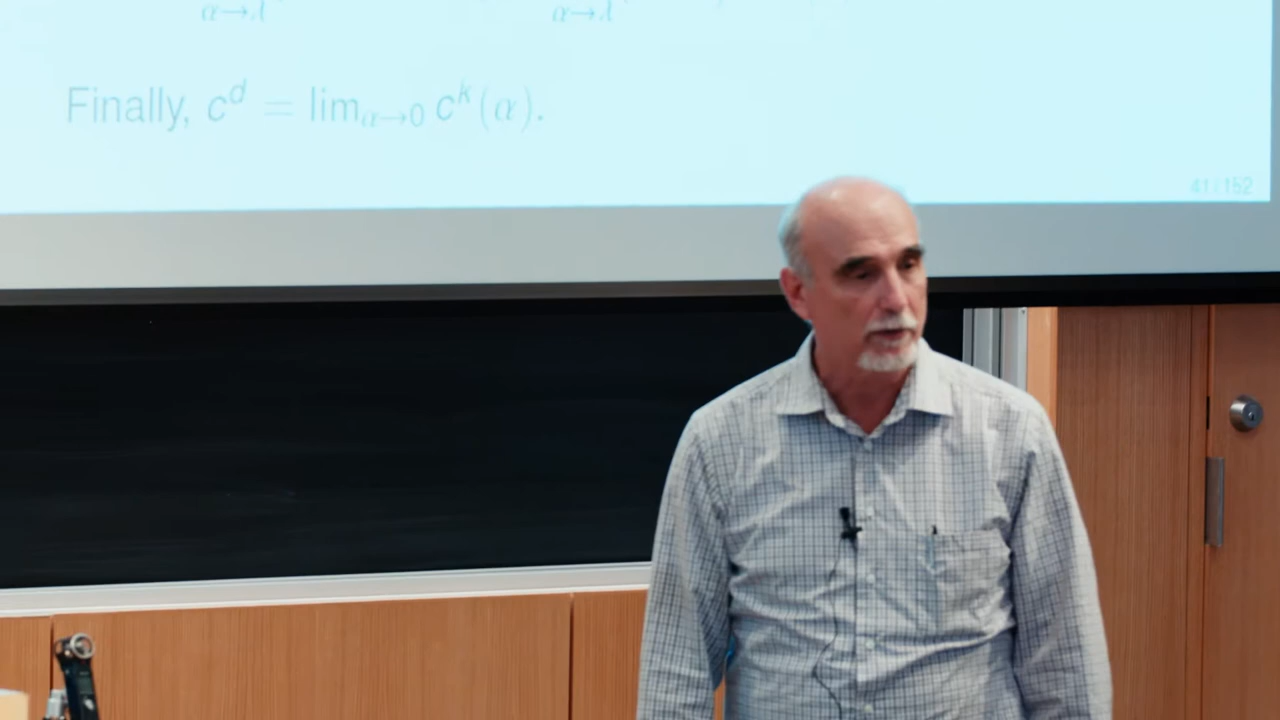 α→λ α→λ
Finally, c^d = lim_{α→0} c^k(α).
41/152